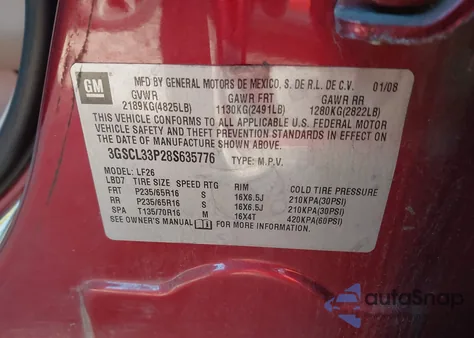 GM
MFD BY GENERAL MOTORS DE MEXICO, S. DE R.L. DE C.V. 01/08
GVWR GAWR FRT GAWR RR
2189KG(4825LB) 1130KG(2491LB) 1280KG(2822LB)
THIS VEHICLE CONFORMS TO ALL APPLICABLE U.S. FEDERAL MOTOR
VEHICLE SAFETY, BUMPER, AND THEFT PREVENTION STANDARDS IN EFFECT ON
THE DATE OF MANUFACTURE SHOWN ABOVE.
3GSCL33P28S635776 TYPE: M.P.V.
MODEL: LF26
LBD7 TIRE SIZE SPEED RTG RIM COLD TIRE PRESSURE
FRT P235/65R16 S 16X6.5J 210KPA(30PSI)
RR P235/65R16 S 16X6.5J 210KPA(30PSI)
SPA T135/70R16 M 16X4T 420KPA(60PSI)
SEE OWNER'S MANUAL FOR MORE INFORMATION.
autoSnap